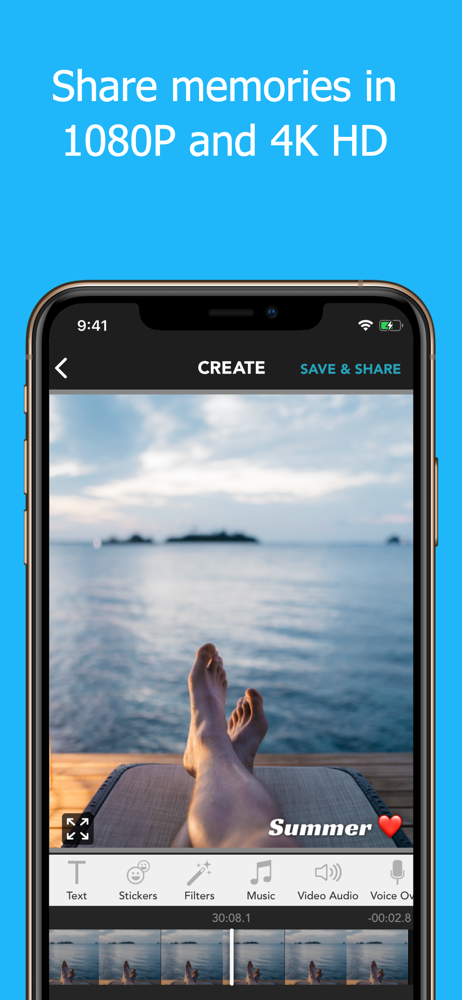 Share memories in
1080P and 4K HD
9:41
CREATE
SAVE & SHARE
Summer ❤️
Text
Stickers
Filters
Music
Video Audio
Voice Ov
30:08.1
-00:02.8